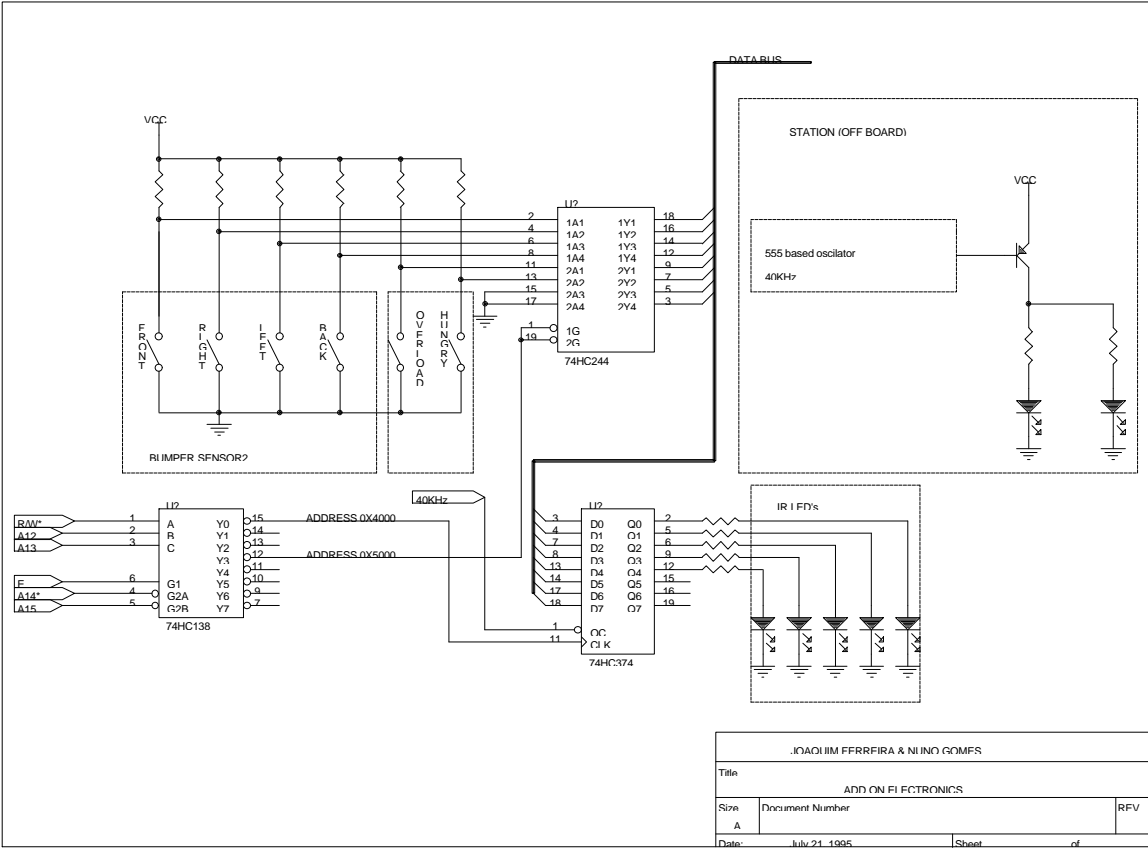 DATA BUS
STATION (OFF BOARD)
VCC
555 based oscilator
40KHz
VCC
U?
2 1A1 1Y1 18
4 1A2 1Y2 16
6 1A3 1Y3 14
8 1A4 1Y4 12
11 2A1 2Y1 9
13 2A2 2Y2 7
15 2A3 2Y3 5
17 2A4 2Y4 3
1 1G
19 2G
74HC244
FRONT
RIGHT
LEFT
BACK
OVERLOAD
HUNGRY
BUMPER SENSOR2
40KHz
U?
R/W* 1 A Y0 15 ADDRESS 0X4000
A12 2 B Y1 14
A13 3 C Y2 13
Y3 12 ADDRESS 0X5000
Y4 11
E 6 G1 Y5 10
A14* 4 G2A Y6 9
A15 5 G2B Y7 7
74HC138
U?
3 D0 Q0 2
4 D1 Q1 5
7 D2 Q2 6
8 D3 Q3 9
13 D4 Q4 12
14 D5 Q5 15
17 D6 Q6 16
18 D7 Q7 19
1 OC
11 CLK
74HC374
IR LED's
JOAQUIM FERREIRA & NUNO GOMES
Title
ADD ON ELECTRONICS
Size Document Number REV
A
Date: July 21, 1995 Sheet of